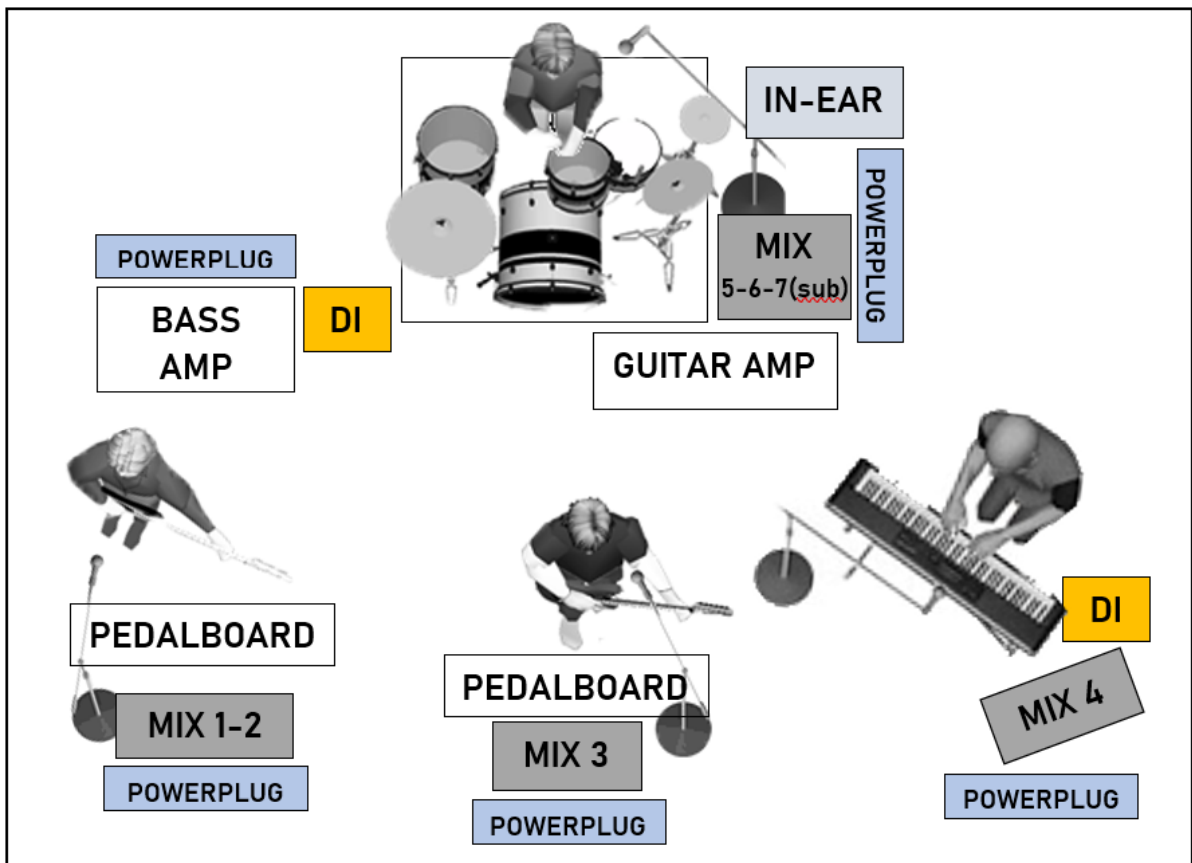 IN-EAR
POWERPLUG
MIX
5-6-7(sub)
POWERPLUG
BASS
AMP
DI
GUITAR AMP
DI
PEDALBOARD
PEDALBOARD
MIX 4
MIX 1-2
MIX 3
POWERPLUG
POWERPLUG
POWERPLUG